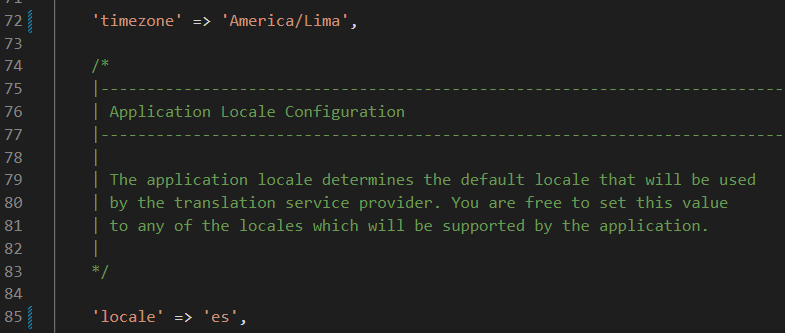 71
72 'timezone' => 'America/Lima',
73
74 /*
75 |---------------------------------------------------------------------------
76 | Application Locale Configuration
77 |---------------------------------------------------------------------------
78 |
79 | The application locale determines the default locale that will be used
80 | by the translation service provider. You are free to set this value
81 | to any of the locales which will be supported by the application.
82 |
83 */
84
85 'locale' => 'es',